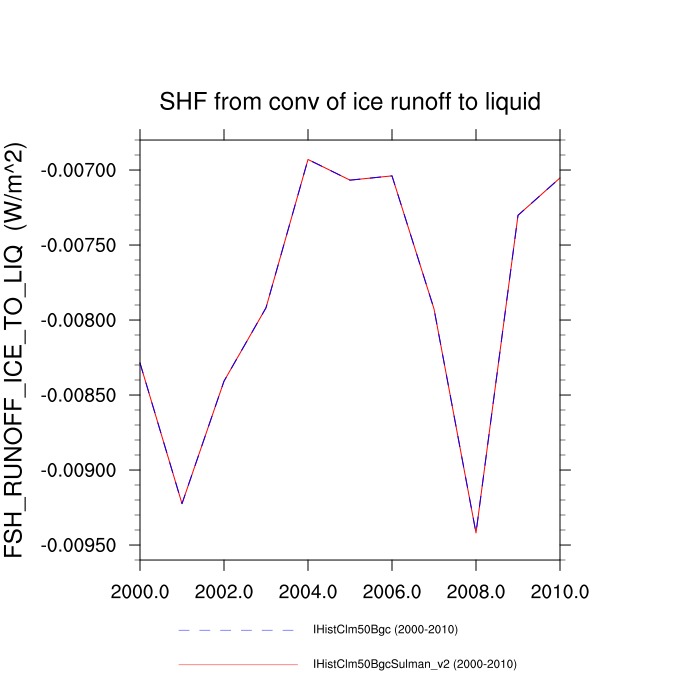 SHF from conv of ice runoff to liquid
FSH_RUNOFF_ICE_TO_LIQ (W/m^2)
-0.00700
-0.00750
-0.00800
-0.00850
-0.00900
-0.00950
2000.0 2002.0 2004.0 2006.0 2008.0 2010.0
IHistClm50Bgc (2000-2010)
IHistClm50BgcSulman_v2 (2000-2010)